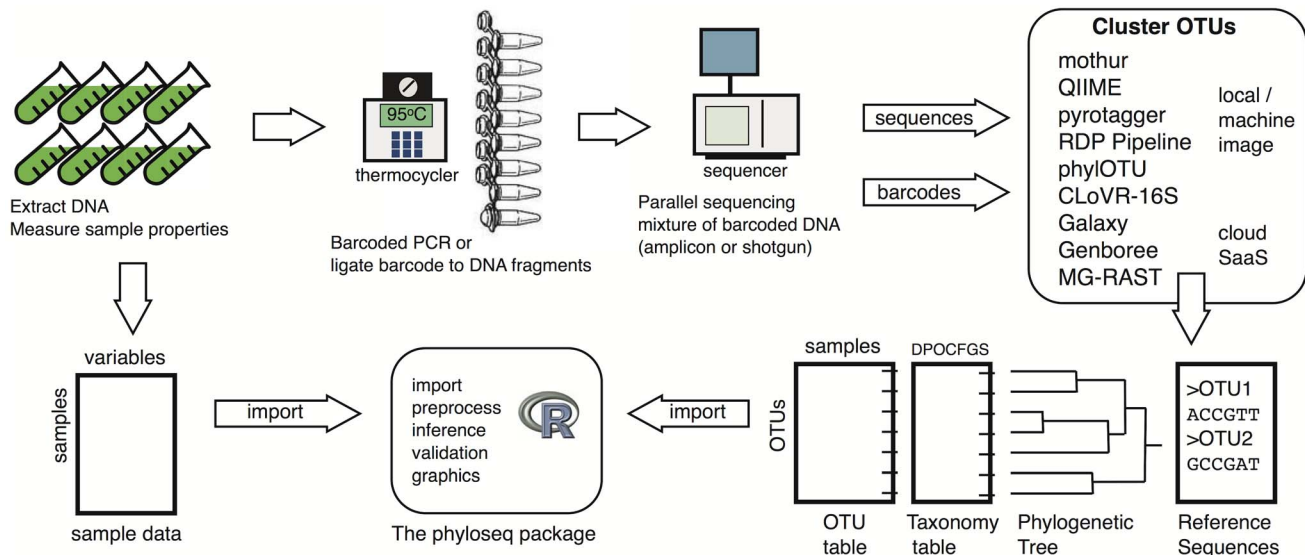 Extract DNA
Measure sample properties
95ºC
thermocycler
Barcoded PCR or
ligate barcode to DNA fragments
sequencer
Parallel sequencing
mixture of barcoded DNA
(amplicon or shotgun)
sequences
barcodes
Cluster OTUs
mothur
QIIME
pyrotagger
RDP Pipeline
phylOTU
CLoVR-16S
Galaxy
Genboree
MG-RAST
local /
machine
image
cloud
SaaS
variables
samples
sample data
import
import
preprocess
inference
validation
graphics
R
The phyloseq package
import
samples
OTUs
OTU
table
DPOCFGS
Taxonomy
table
Phylogenetic
Tree
>OTU1
ACCGTT
>OTU2
GCCGAT
Reference
Sequences